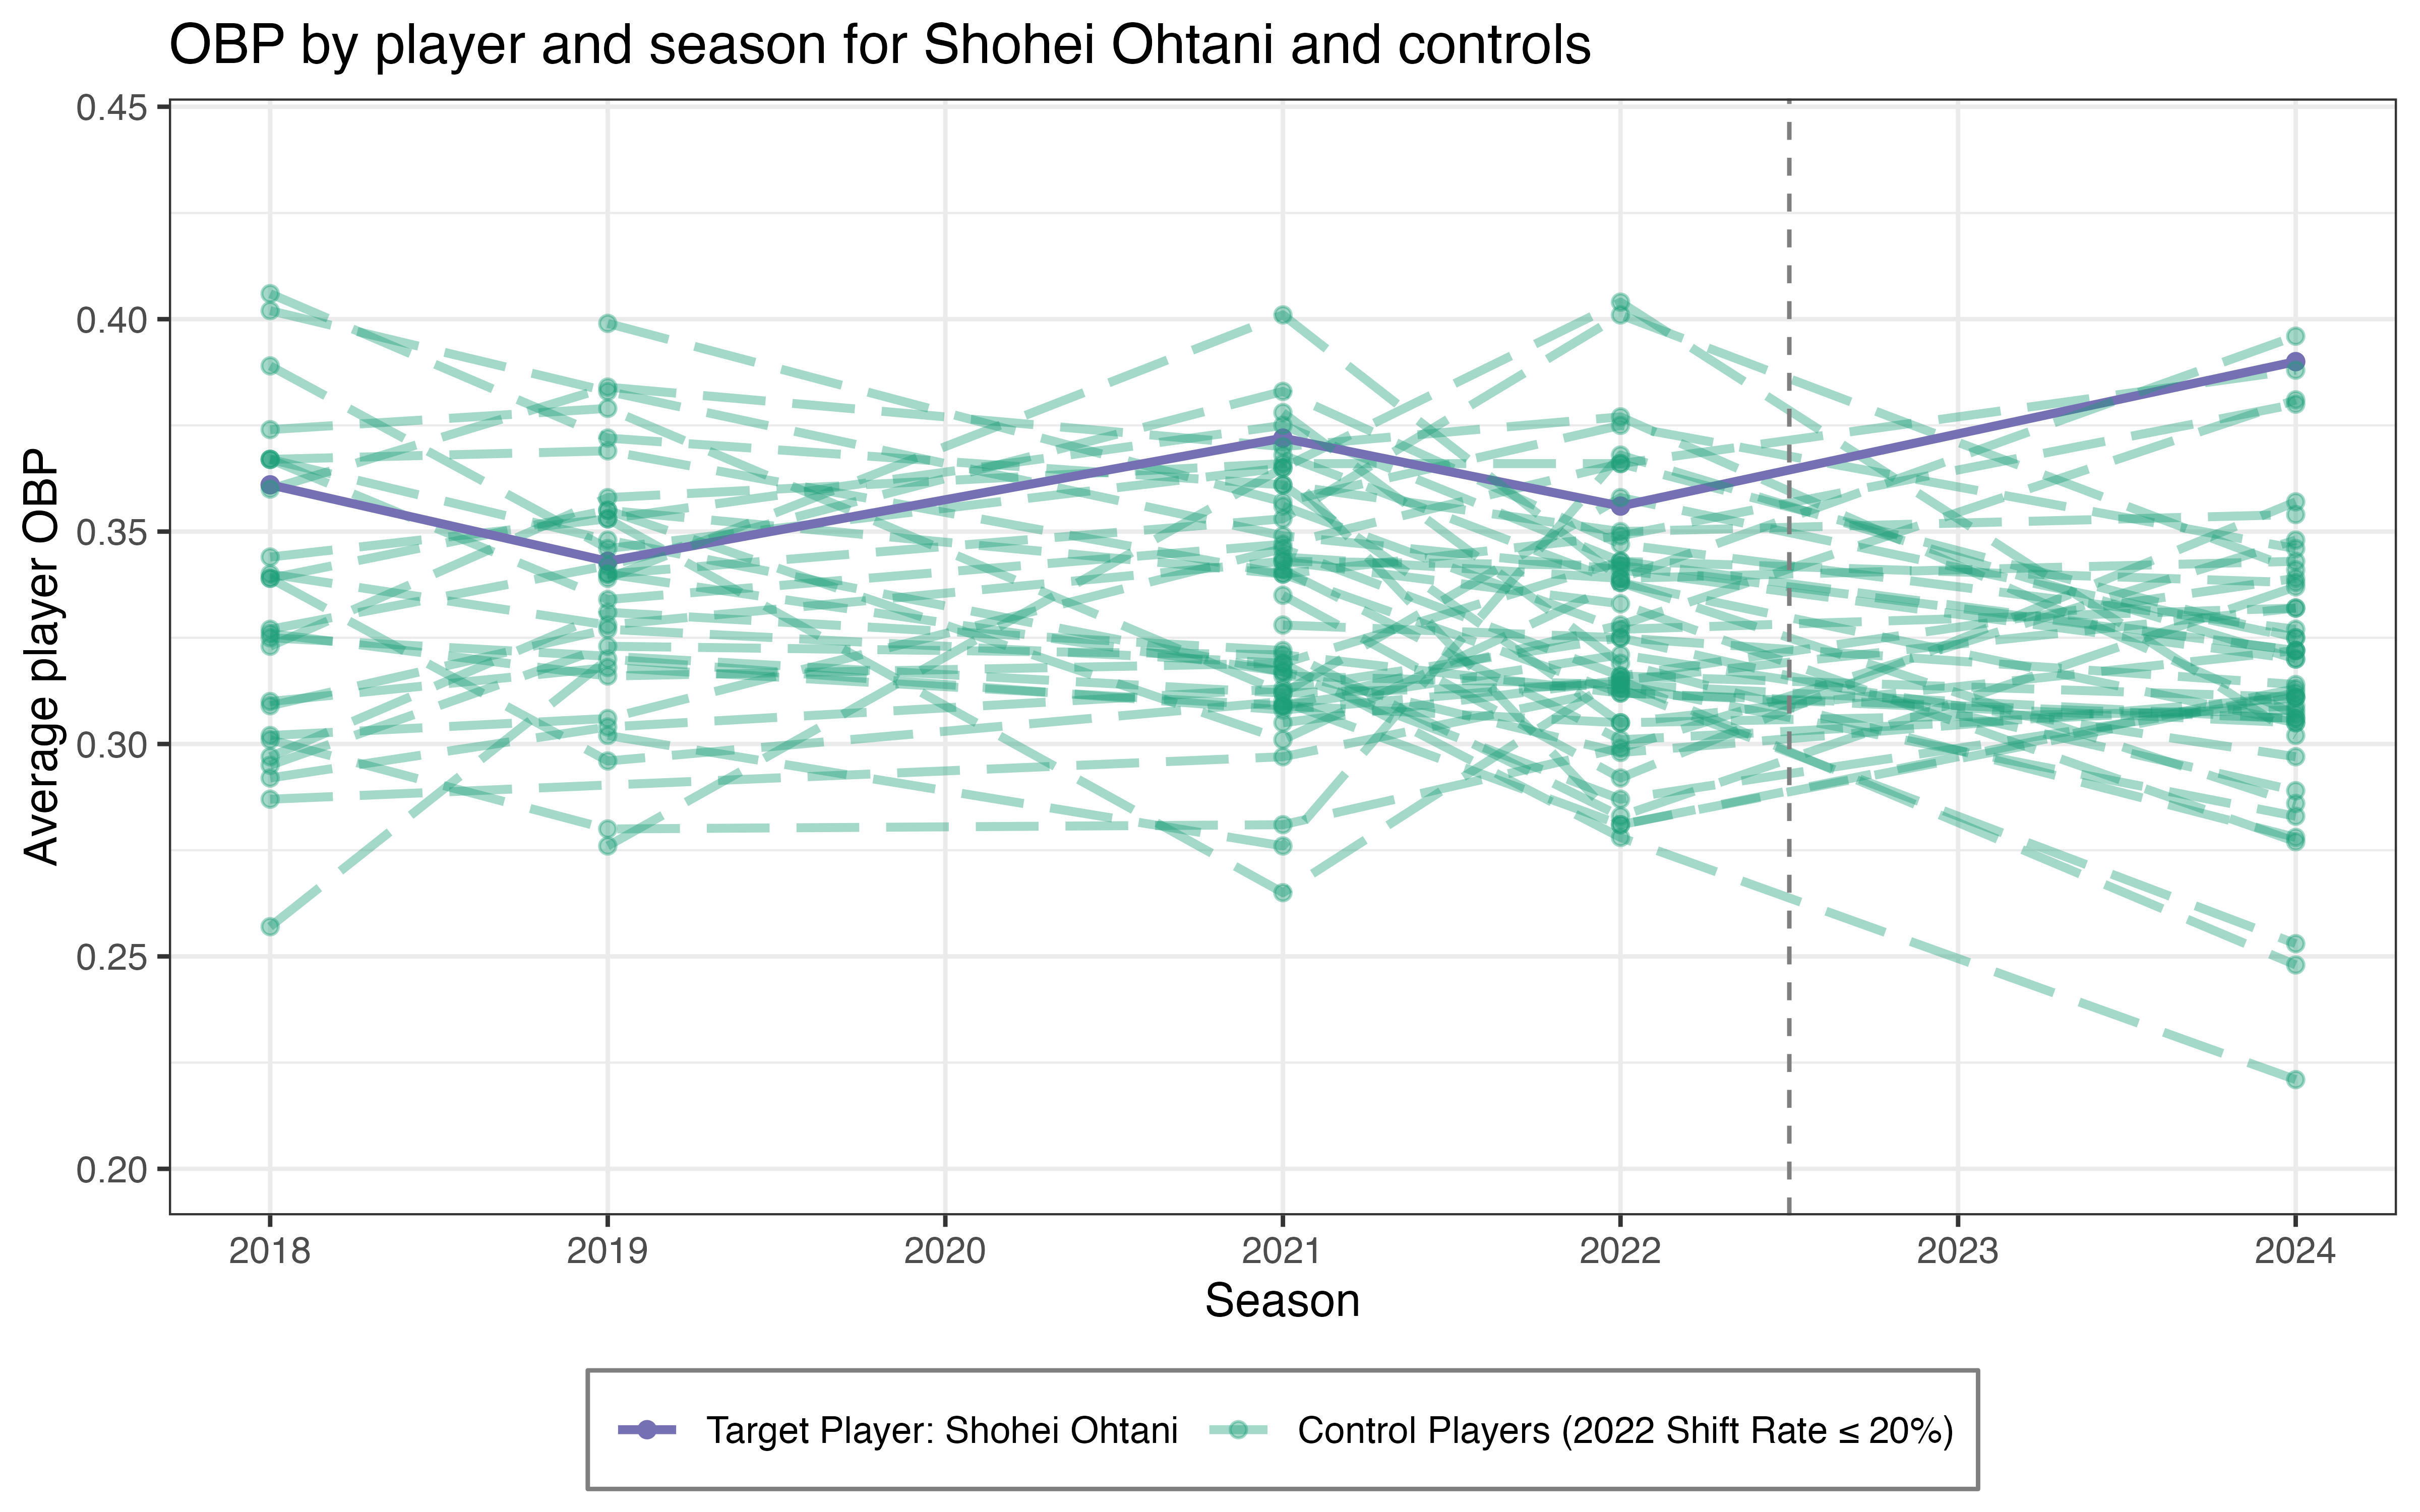 OBP by player and season for Shohei Ohtani and controls
Average player OBP
0.45
0.40
0.35
0.30
0.25
0.20
2018 2019 2020 2021 2022 2023 2024
Season
Target Player: Shohei Ohtani Control Players (2022 Shift Rate ≤ 20%)